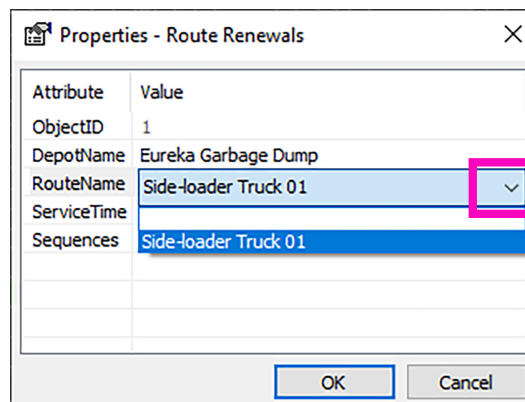 Properties - Route Renewals
Attribute Value
ObjectID 1
DepotName Eureka Garbage Dump
RouteName Side-loader Truck 01
ServiceTime
Sequences Side-loader Truck 01
OK Cancel